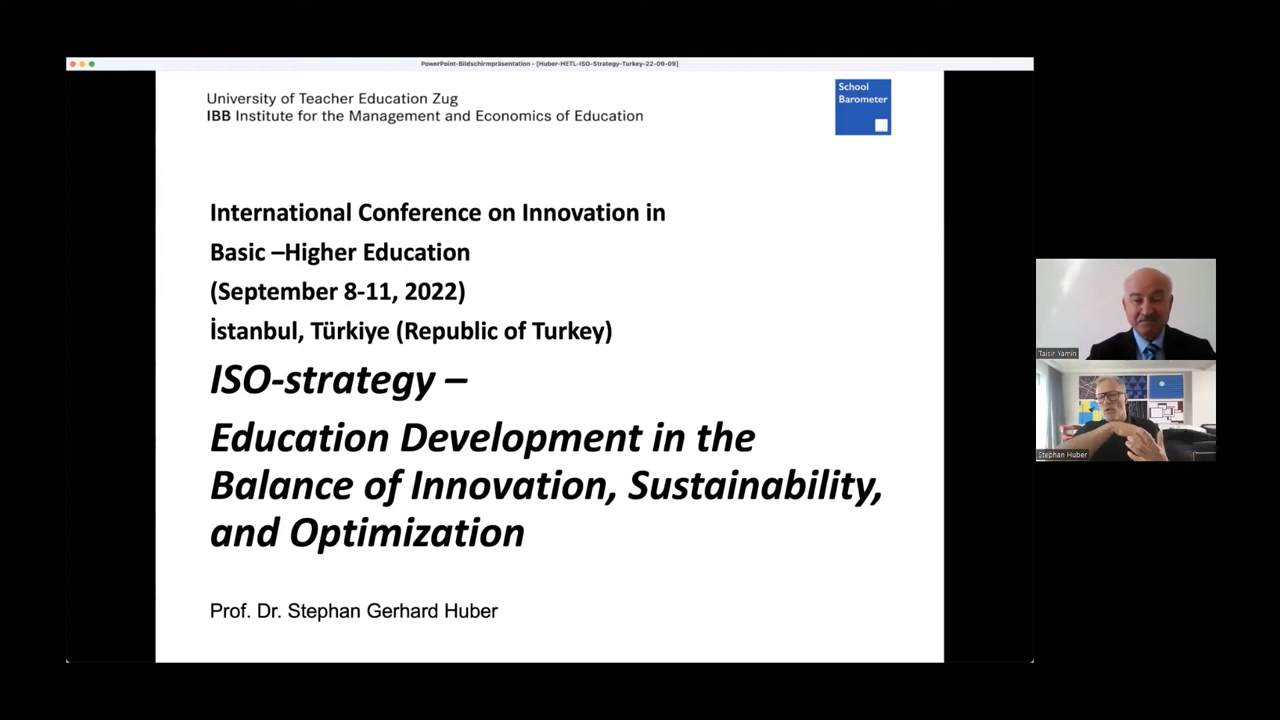 PowerPoint-Bildschirmpräsentation - [Huber-HETL-ISO-Strategy-Turkey-22-09-09]
University of Teacher Education Zug
IBB Institute for the Management and Economics of Education
School
Barometer
International Conference on Innovation in
Basic –Higher Education
(September 8-11, 2022)
İstanbul, Türkiye (Republic of Turkey)
ISO-strategy –
Education Development in the
Balance of Innovation, Sustainability,
and Optimization
Prof. Dr. Stephan Gerhard Huber
Taisir Yamin
Stephan Huber